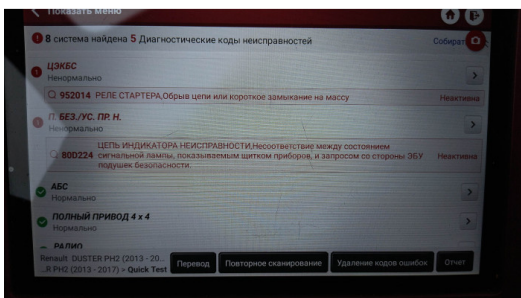 Показать меню
8 система найдена 5 Диагностические коды неисправностей
Собират
ЦЭКБС
Ненормально
952014 РЕЛЕ СТАРТЕРА,Обрыв цепи или короткое замыкание на массу
Неактивна
П. БЕЗ./УС. ПР. Н.
Ненормально
ЦЕПЬ ИНДИКАТОРА НЕИСПРАВНОСТИ,Несоответствие между состоянием
80D224 сигнальной лампы, показываемым щитком приборов, и запросом со стороны ЭБУ
Неактивна
подушек безопасности.
АБС
Нормально
ПОЛНЫЙ ПРИВОД 4 x 4
Нормально
РАДИО
Renault DUSTER PH2 (2013 - 20...
...R PH2 (2013 - 2017) > Quick Test
Перевод
Повторное сканирование
Удаление кодов ошибок
Отчет